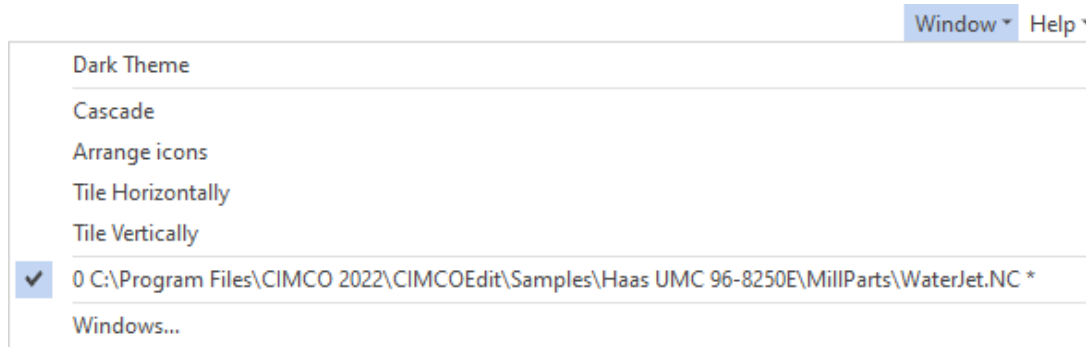 Window Help
Dark Theme
Cascade
Arrange icons
Tile Horizontally
Tile Vertically
0 C:\Program Files\CIMCO 2022\CIMCOEdit\Samples\Haas UMC 96-8250E\MillParts\WaterJet.NC *
Windows...